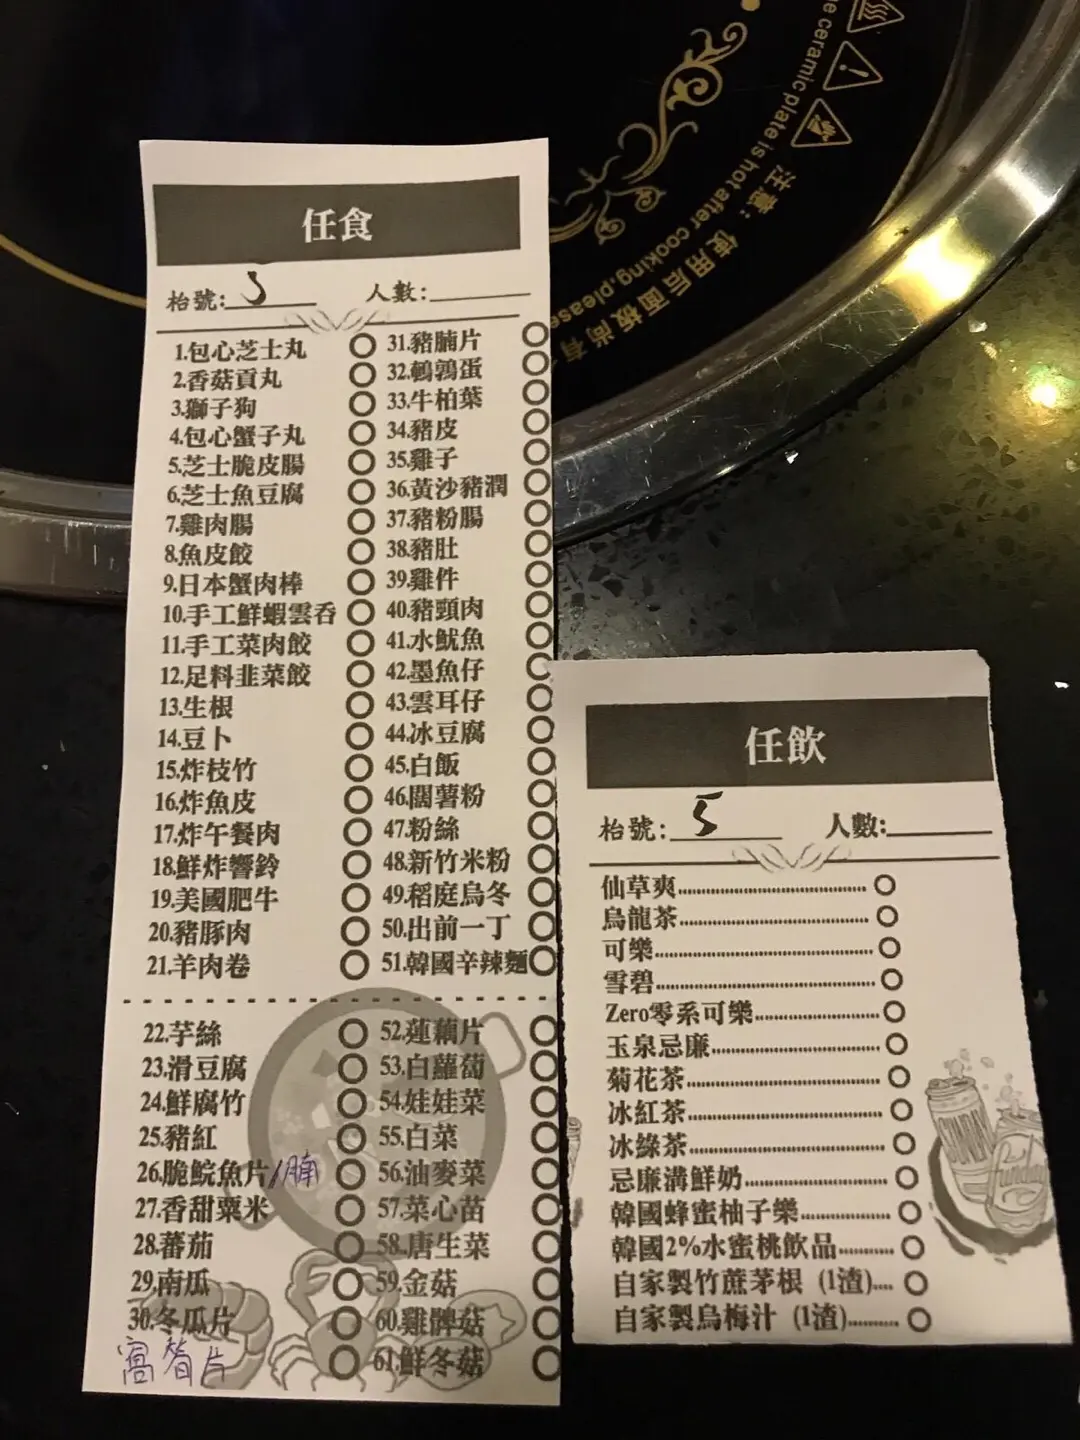 任食
枱號: 5 人數:
1.包心芝士丸
2.香菇貢丸
3.獅子狗
4.包心蟹子丸
5.芝士脆皮腸
6.芝士魚豆腐
7.雞肉腸
8.魚皮餃
9.日本蟹肉棒
10.手工鮮蝦雲吞
11.手工菜肉餃
12.足料韭菜餃
13.生根
14.豆卜
15.炸枝竹
16.炸魚皮
17.炸午餐肉
18.鮮炸響鈴
19.美國肥牛
20.豬豚肉
21.羊肉卷
22.芋絲
23.滑豆腐
24.鮮腐竹
25.豬紅
26.脆鯇魚片/腩
27.香甜粟米
28.蕃茄
29.南瓜
30.冬瓜片
片
31.豬腩片
32.鵪鶉蛋
33.牛柏葉
34.豬皮
35.雞子
36.黃沙豬潤
37.豬粉腸
38.豬肚
39.雞件
40.豬頸肉
41.水魷魚
42.墨魚仔
43.雲耳仔
44.冰豆腐
45.白飯
46.闊薯粉
47.粉絲
48.新竹米粉
49.稻庭烏冬
50.出前一丁
51.韓國辛辣麵
52.蓮藕片
53.白蘿蔔
54.娃娃菜
55.白菜
56.油麥菜
57.菜心苗
58.唐生菜
59.金菇
60.雞髀菇
61.鮮冬菇
任飲
枱號: 5 人數:
仙草爽
烏龍茶
可樂
雪碧
Zero零系可樂
玉泉忌廉
菊花茶
冰紅茶
冰綠茶
忌廉溝鮮奶
韓國蜂蜜柚子樂
韓國2%水蜜桃飲品
自家製竹蔗茅根 (1渣)
自家製烏梅汁 (1渣)
注意：使用后面板尚有
ceramic plate is hot after cooking,please